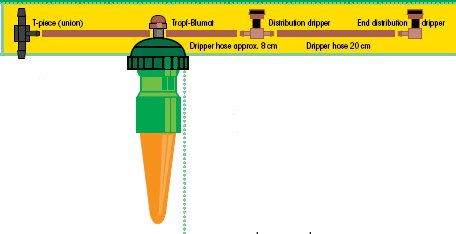 T-piece (union) Tropf-Blumat Distribution dripper End distribution dripper
Dripper hose approx. 8 cm Dripper hose 20 cm